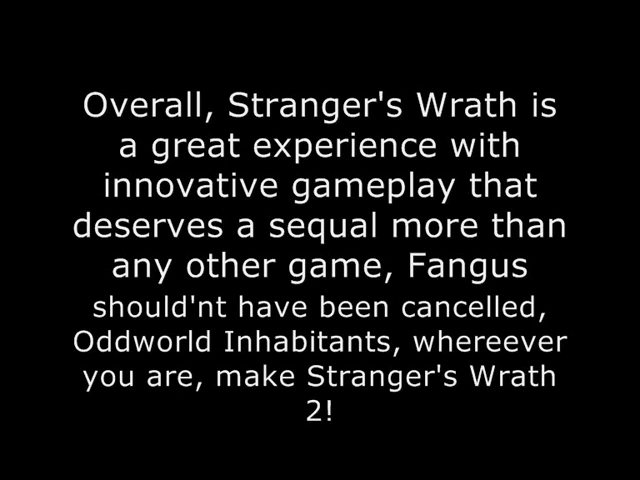 Overall, Stranger's Wrath is
a great experience with
innovative gameplay that
deserves a sequal more than
any other game, Fangus
should'nt have been cancelled,
Oddworld Inhabitants, whereever
you are, make Stranger's Wrath
2!